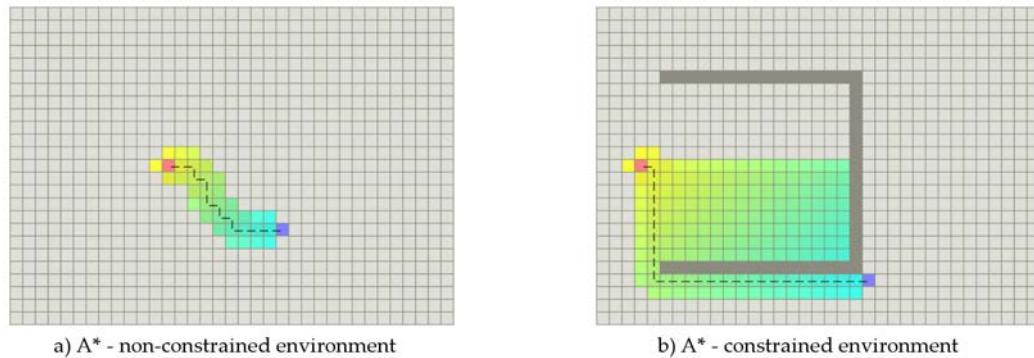 a) A* - non-constrained environment
b) A* - constrained environment